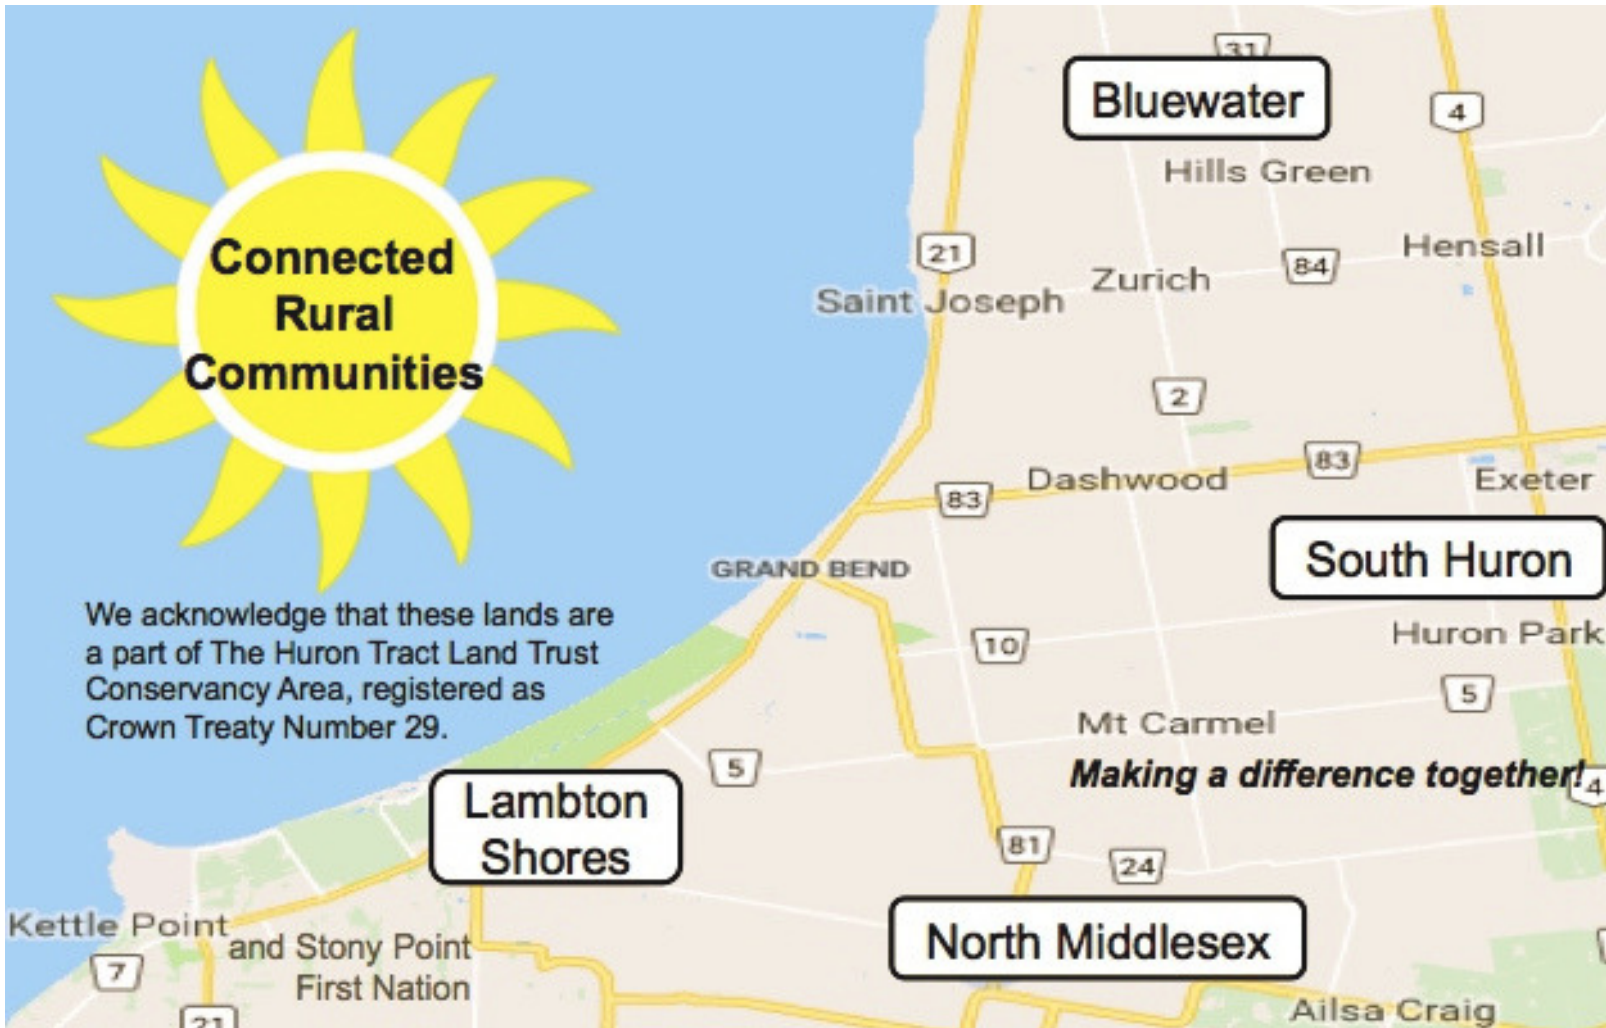 Connected
Rural
Communities
We acknowledge that these lands are
a part of The Huron Tract Land Trust
Conservancy Area, registered as
Crown Treaty Number 29.
31
Bluewater
4
Hills Green
21
Hensall
84
Zurich
Saint Joseph
2
83
Dashwood
Exeter
83
South Huron
GRAND BEND
10
Huron Park
5
Mt Carmel
5
Making a difference together!
4
Lambton
Shores
81
24
Kettle Point
and Stony Point
First Nation
North Middlesex
7
21
Ailsa Craig